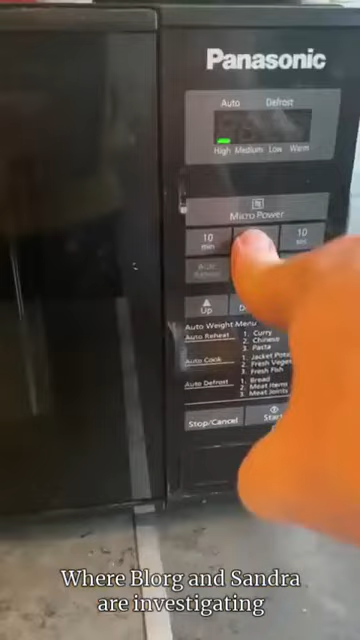 Panasonic
Auto Defrost
High Medium Low Warm
Micro Power
10 min
10 sec
Auto Reheat
Up
Auto Weight Menu
Auto Reheat 1. Curry
2. Chinese
3. Pasta
Auto Cook 1. Jacket Pota
2. Fresh Vege
3. Fresh Fish
Auto Defrost 1. Bread
2. Meat Items
3. Meat Joints
Stop/Cancel
Start
Where Blorg and Sandra
are investigating